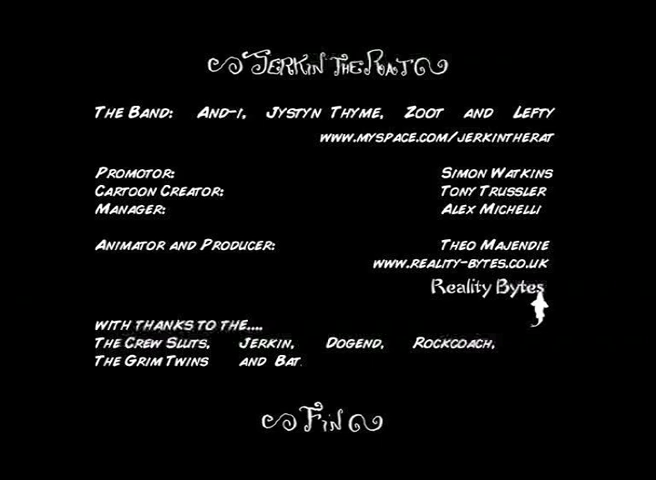 Jerkin The Rat
The Band: And-i, Jystyn Thyme, Zoot and Lefty
www.myspace.com/jerkintherat
Promotor: Simon Watkins
Cartoon Creator: Tony Trussler
Manager: Alex Michelli
Animator and Producer: Theo Majendie
www.reality-bytes.co.uk
Reality Bytes
with thanks to the....
The Crew Sluts, Jerkin, Dogend, Rockcoach,
The Grim Twins and Bat.
Fin